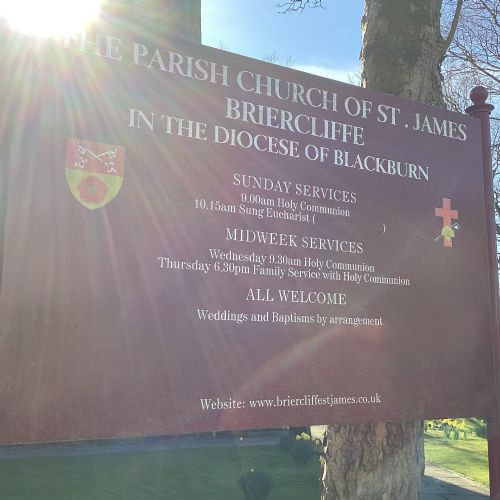 THE PARISH CHURCH OF ST . JAMES
BRIERCLIFFE
IN THE DIOCESE OF BLACKBURN
SUNDAY SERVICES
9.00am Holy Communion
10.15am Sung Eucharist ( )
MIDWEEK SERVICES
Wednesday 9.30am Holy Communion
Thursday 6.30pm Family Service with Holy Communion
ALL WELCOME
Weddings and Baptisms by arrangement
Website: www.briercliffestjames.co.uk